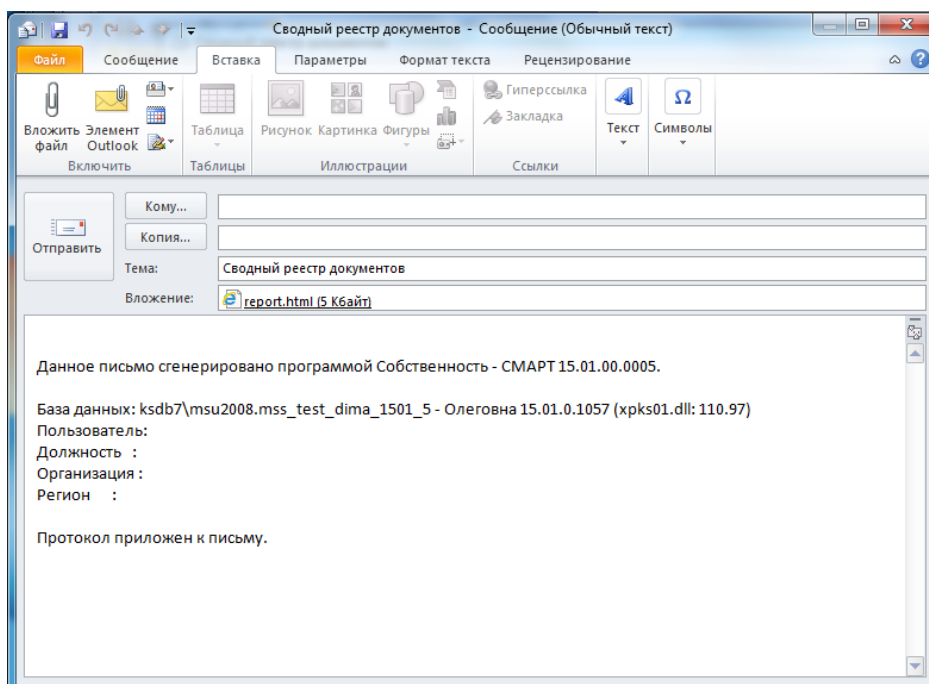 Сводный реестр документов - Сообщение (Обычный текст)
Файл Сообщение Вставка Параметры Формат текста Рецензирование
Вложить файл Элемент Outlook Таблица Рисунок Картинка Фигуры Гиперссылка Закладка Текст Символы
Включить Таблицы Иллюстрации Ссылки
Отправить
Кому...
Копия...
Тема: Сводный реестр документов
Вложение: report.html (5 Кбайт)
Данное письмо сгенерировано программой Собственность - СМАРТ 15.01.00.0005.
База данных: ksdb7\msu2008.mss_test_dima_1501_5 - Олеговна 15.01.0.1057 (xpks01.dll: 110.97)
Пользователь:
Должность :
Организация :
Регион :
Протокол приложен к письму.